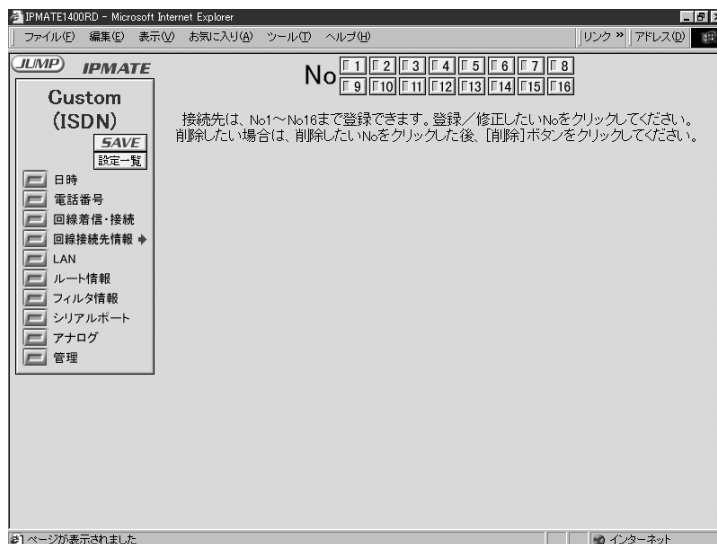 IPMATE1400RD - Microsoft Internet Explorer
ファイル(F) 編集(E) 表示(V) お気に入り(A) ツール(T) ヘルプ(H) リンク » アドレス(D)
JUMP IPMATE
Custom
(ISDN)
SAVE
設定一覧
日時
電話番号
回線着信・接続
回線接続先情報
LAN
ルート情報
フィルタ情報
シリアルポート
アナログ
管理
No 1 2 3 4 5 6 7 8
9 10 11 12 13 14 15 16
接続先は、No1～No16まで登録できます。登録／修正したいNoをクリックしてください。
削除したい場合は、削除したいNoをクリックした後、[削除]ボタンをクリックしてください。
ページが表示されました インターネット